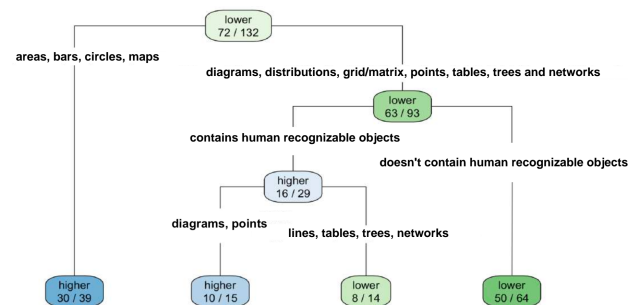 lower
72 / 132
areas, bars, circles, maps
diagrams, distributions, grid/matrix, points, tables, trees and networks
lower
63 / 93
contains human recognizable objects
doesn't contain human recognizable objects
higher
16 / 29
diagrams, points
lines, tables, trees, networks
higher
30 / 39
higher
10 / 15
lower
8 / 14
lower
50 / 64